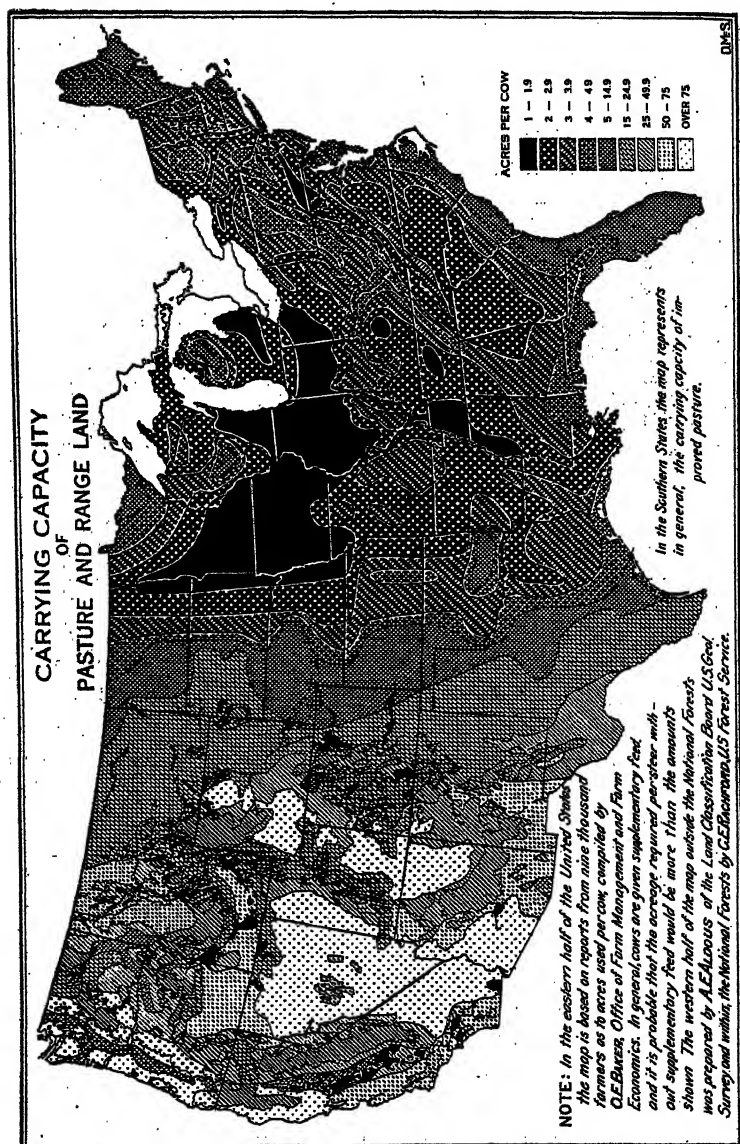 CARRYING CAPACITY
OF
PASTURE AND RANGE LAND
ACRES PER COW
1 – 1.9
2 – 2.9
3 – 3.9
4 – 4.9
5 – 14.9
15 – 24.9
25 – 49.9
50 – 75
OVER 75
In the Southern States the map represents
in general, the carrying capcity of im-
proved pasture.
NOTE: In the eastern half of the United States
the map is based on reports from nine thousand
farmers as to acres used per cow, compiled by
O.E.BAKER, Office of Farm Management and Farm
Economics. In general, cows are given supplementary feed,
and it is probable that the acreage required per steer with-
out supplementary feed would be more than the amounts
shown The western half of the map outside the National Forests
was prepared by A.E.ALDOUS of the Land Classification Board U.S.Geol.
Survey and within the National Forests by U.S Forest Service.
D.M.S.